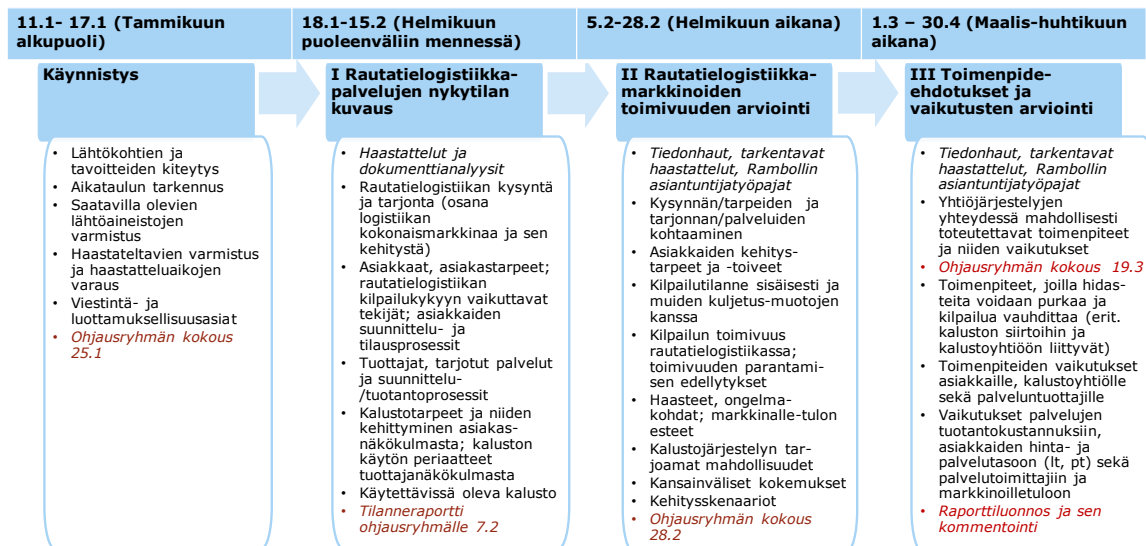 11.1- 17.1 (Tammikuun
alkupuoli)
18.1-15.2 (Helmikuun
puoleenväliin mennessä)
5.2-28.2 (Helmikuun aikana)
1.3 – 30.4 (Maalis-huhtikuun
aikana)
Käynnistys
• Lähtökohtien ja
tavoitteiden kiteytys
• Aikataulun tarkennus
• Saatavilla olevien
lähtöaineistojen
varmistus
• Haastateltavien varmistus
ja haastatteluaikojen
varaus
• Viestintä- ja
luottamuksellisuusasiat
• Ohjausryhmän kokous
25.1
I Rautatielogistiikka-
palvelujen nykytilan
kuvaus
• Haastattelut ja
dokumenttianalyysit
• Rautatielogistiikan kysyntä
ja tarjonta (osana
logistiikan
kokonaismarkkinaa ja sen
kehitystä)
• Asiakkaat, asiakastarpeet;
rautatielogistiikan
kilpailukykyyn vaikuttavat
tekijät; asiakkaiden
suunnittelu- ja
tilausprosessit
• Tuottajat, tarjotut palvelut
ja suunnittelu-
/tuotantoprosessit
• Kalustotarpeet ja niiden
kehittyminen asiakas-
näkökulmasta; kaluston
käytön periaatteet
tuottajanäkökulmasta
• Käytettävissä oleva kalusto
• Tilanneraportti
ohjausryhmälle 7.2
II Rautatielogistiikka-
markkinoiden
toimivuuden arviointi
• Tiedonhaut, tarkentavat
haastattelut, Rambollin
asiantuntijatyöpajat
• Kysynnän/tarpeiden ja
tarjonnan/palveluiden
kohtaaminen
• Asiakkaiden kehitys-
tarpeet ja -toiveet
• Kilpailutilanne sisäisesti ja
muiden kuljetus-muotojen
kanssa
• Kilpailun toimivuus
rautatielogistiikassa;
toimivuuden parantami-
sen edellytykset
• Haasteet, ongelma-
kohdat; markkinalle-tulon
esteet
• Kalustojärjestelyn tar-
joamat mahdollisuudet
• Kansainväliset kokemukset
• Kehitysskenaariot
• Ohjausryhmän kokous
28.2
III Toimenpide-
ehdotukset ja
vaikutusten arviointi
• Tiedonhaut, tarkentavat
haastattelut, Rambollin
asiantuntijatyöpajat
• Yhtiöjärjestelyjen
yhteydessä mahdollisesti
toteutettavat toimenpiteet
ja niiden vaikutukset
• Ohjausryhmän kokous 19.3
• Toimenpiteet, joilla hidas-
teita voidaan purkaa ja
kilpailua vauhdittaa (erit.
kaluston siirtoihin ja
kalustoyhtiöön liittyvät)
• Toimenpiteiden vaikutukset
asiakkaille, kalustoyhtiölle
sekä palveluntuottajille
• Vaikutukset palvelujen
tuotantokustannuksiin,
asiakkaiden hinta- ja
palvelutasoon (lt, pt) sekä
palvelutoimittajiin ja
markkinoilletuloon
• Raporttiluonnos ja sen
kommentointi